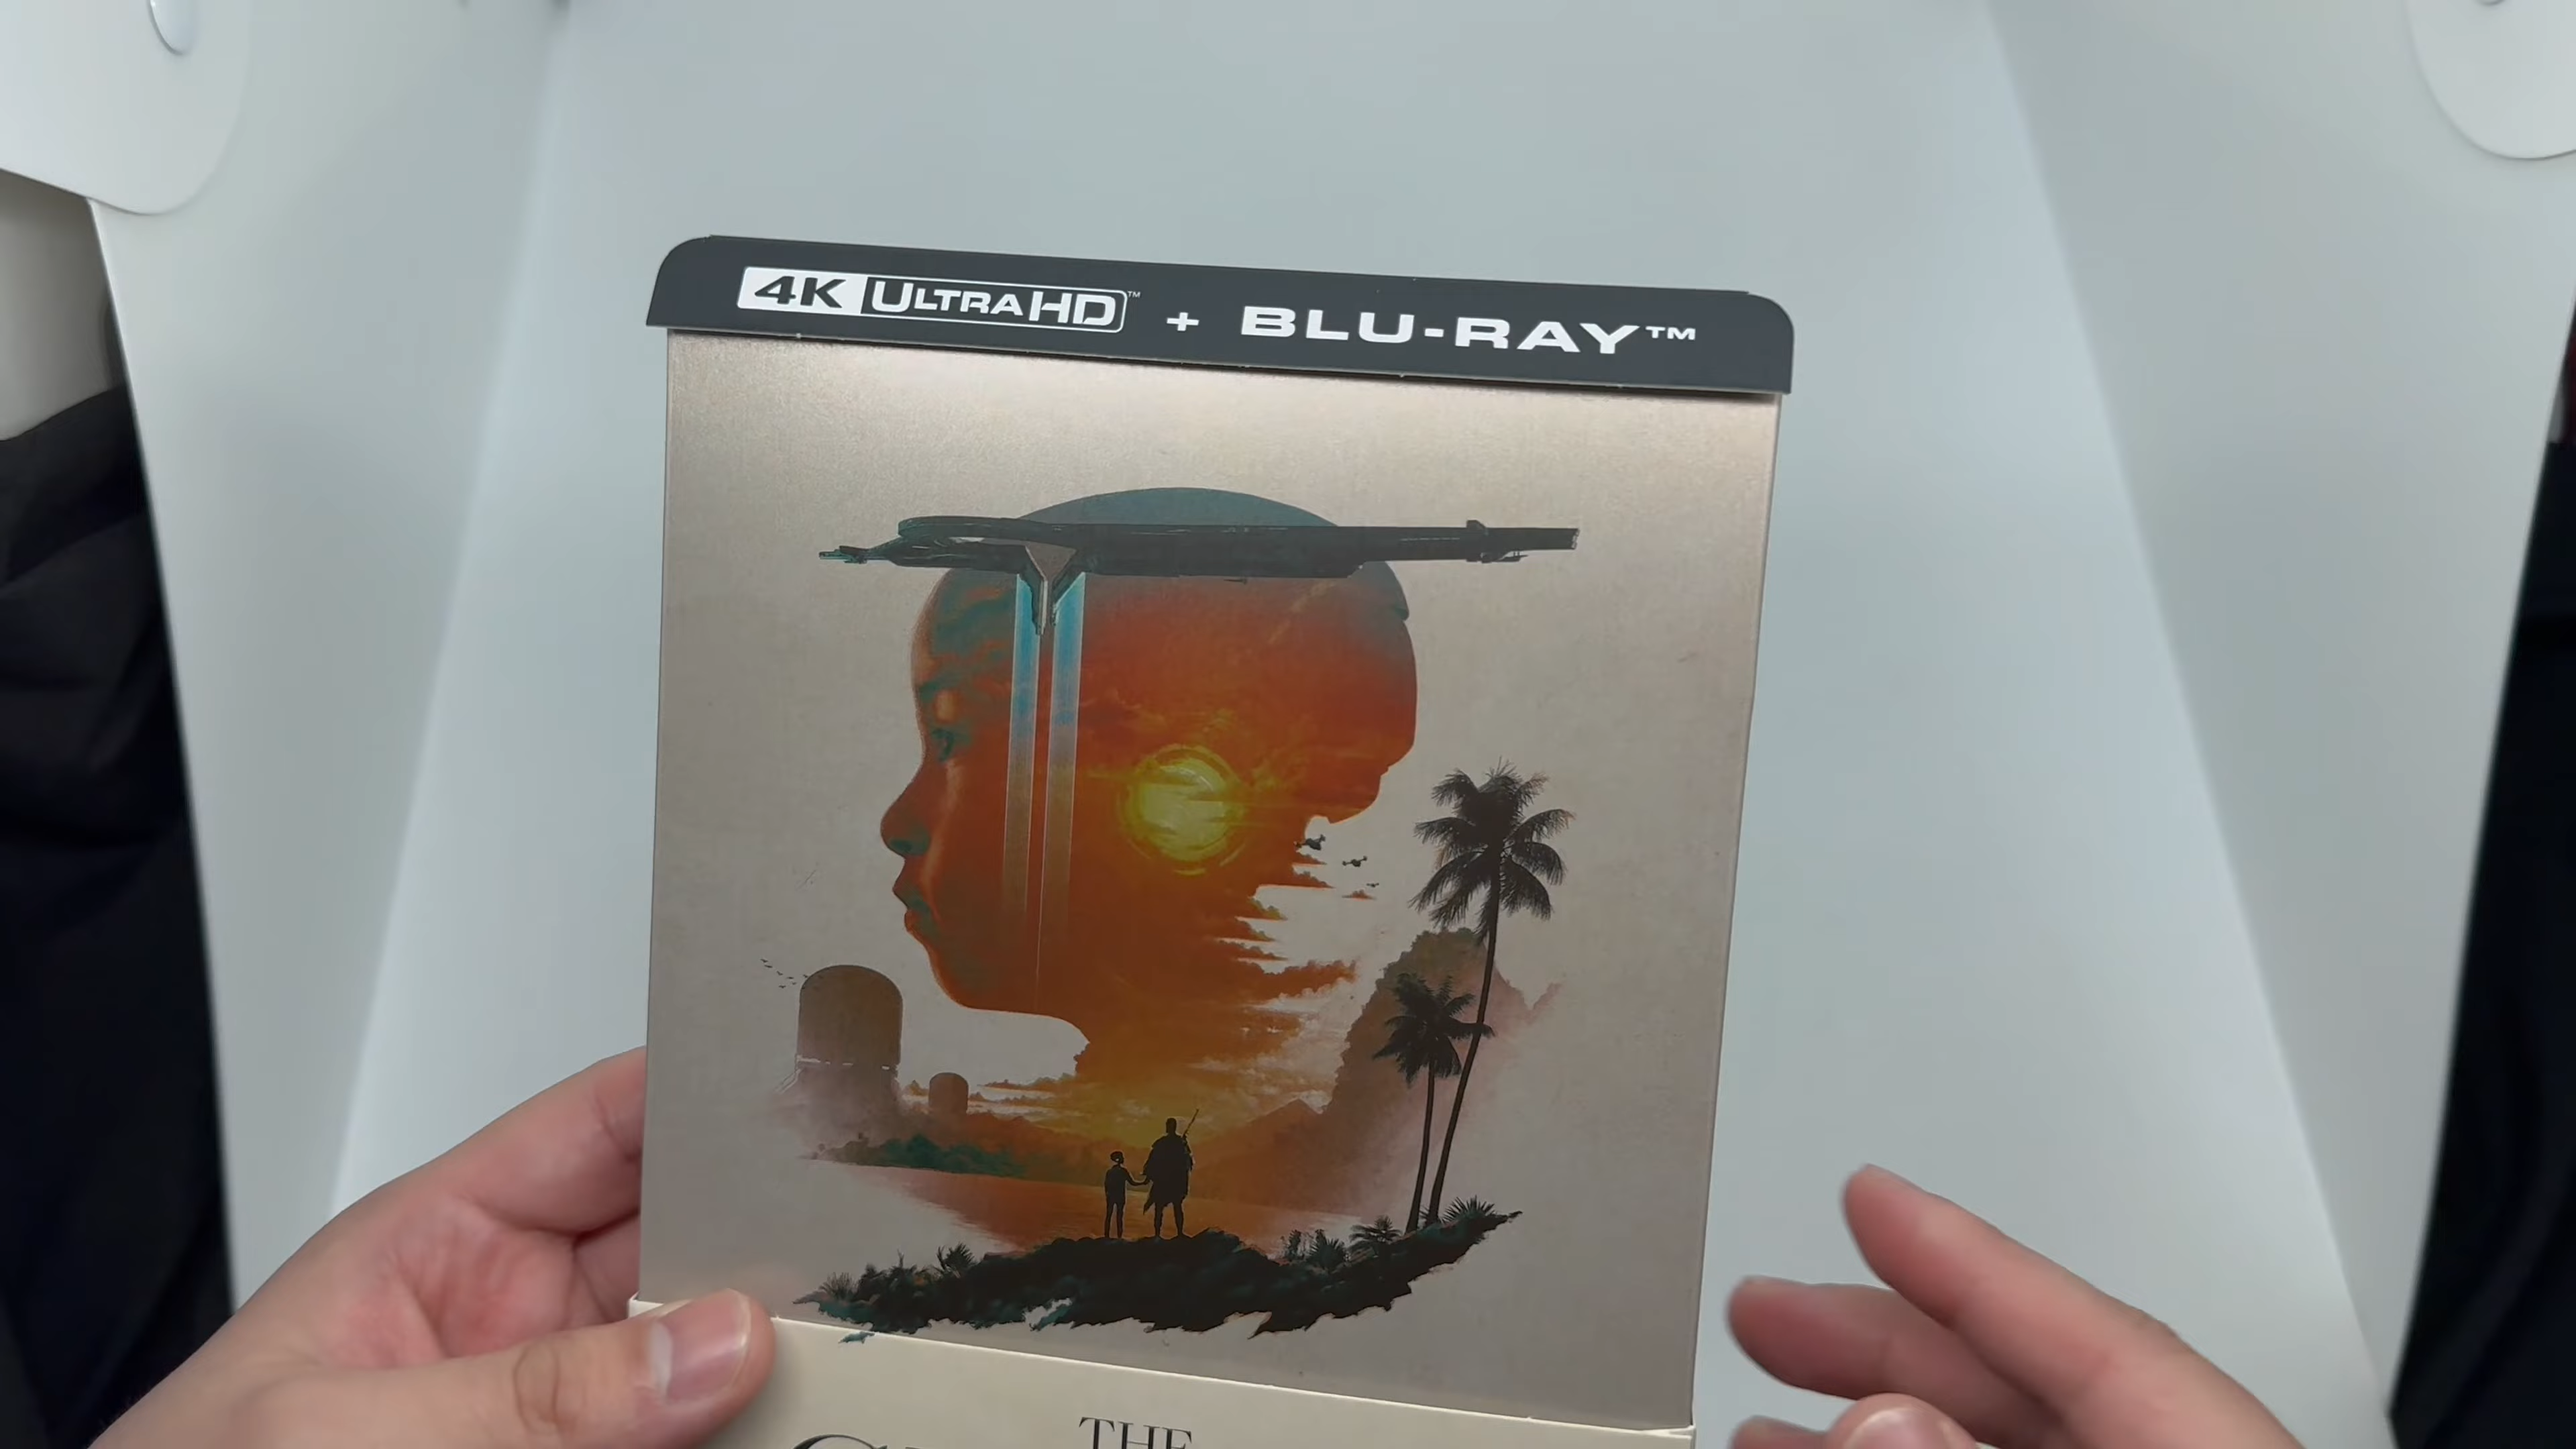 4K ULTRA HD™ + BLU-RAY™
THE